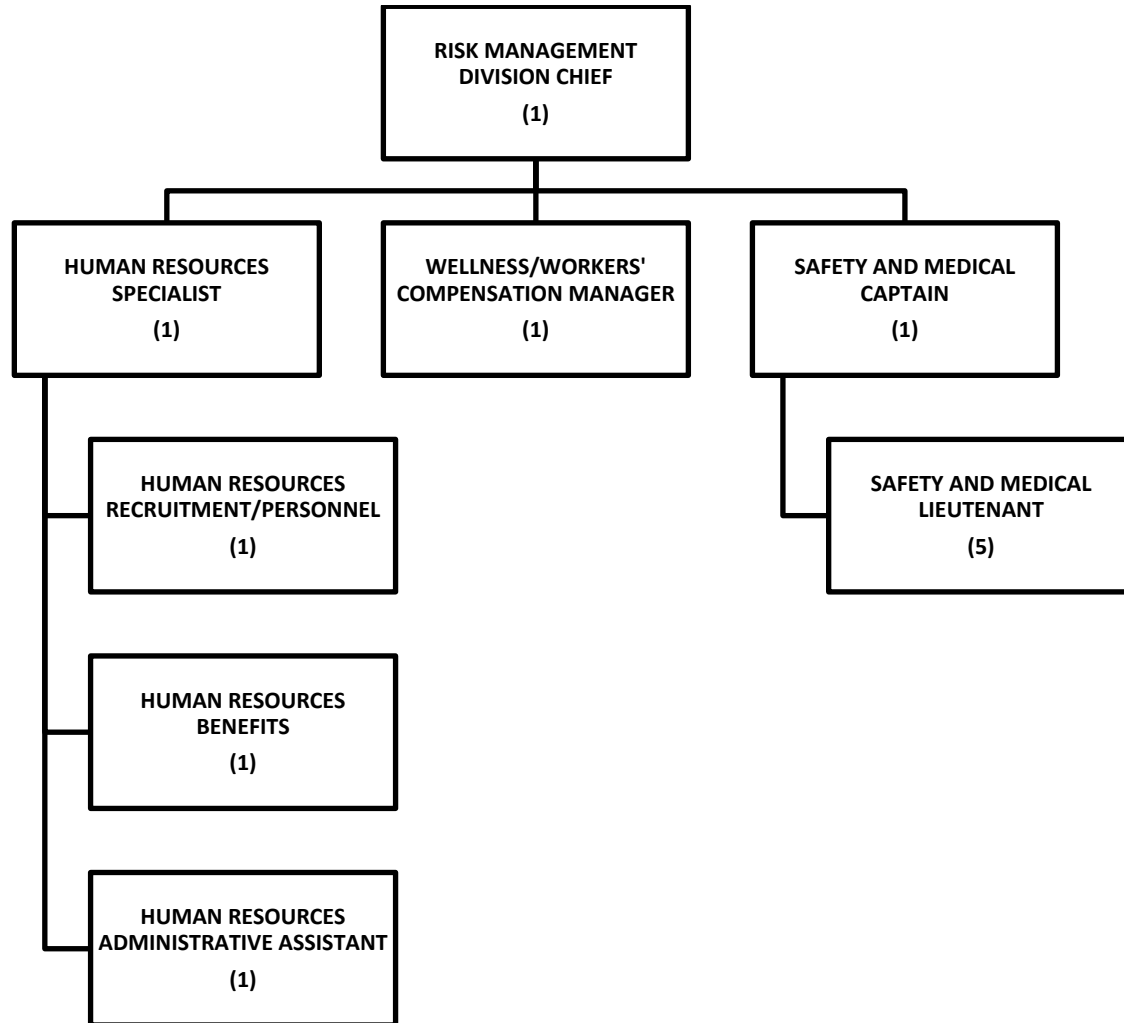 RISK MANAGEMENT
DIVISION CHIEF
(1)
HUMAN RESOURCES
SPECIALIST
(1)
WELLNESS/WORKERS'
COMPENSATION MANAGER
(1)
SAFETY AND MEDICAL
CAPTAIN
(1)
HUMAN RESOURCES
RECRUITMENT/PERSONNEL
(1)
SAFETY AND MEDICAL
LIEUTENANT
(5)
HUMAN RESOURCES
BENEFITS
(1)
HUMAN RESOURCES
ADMINISTRATIVE ASSISTANT
(1)